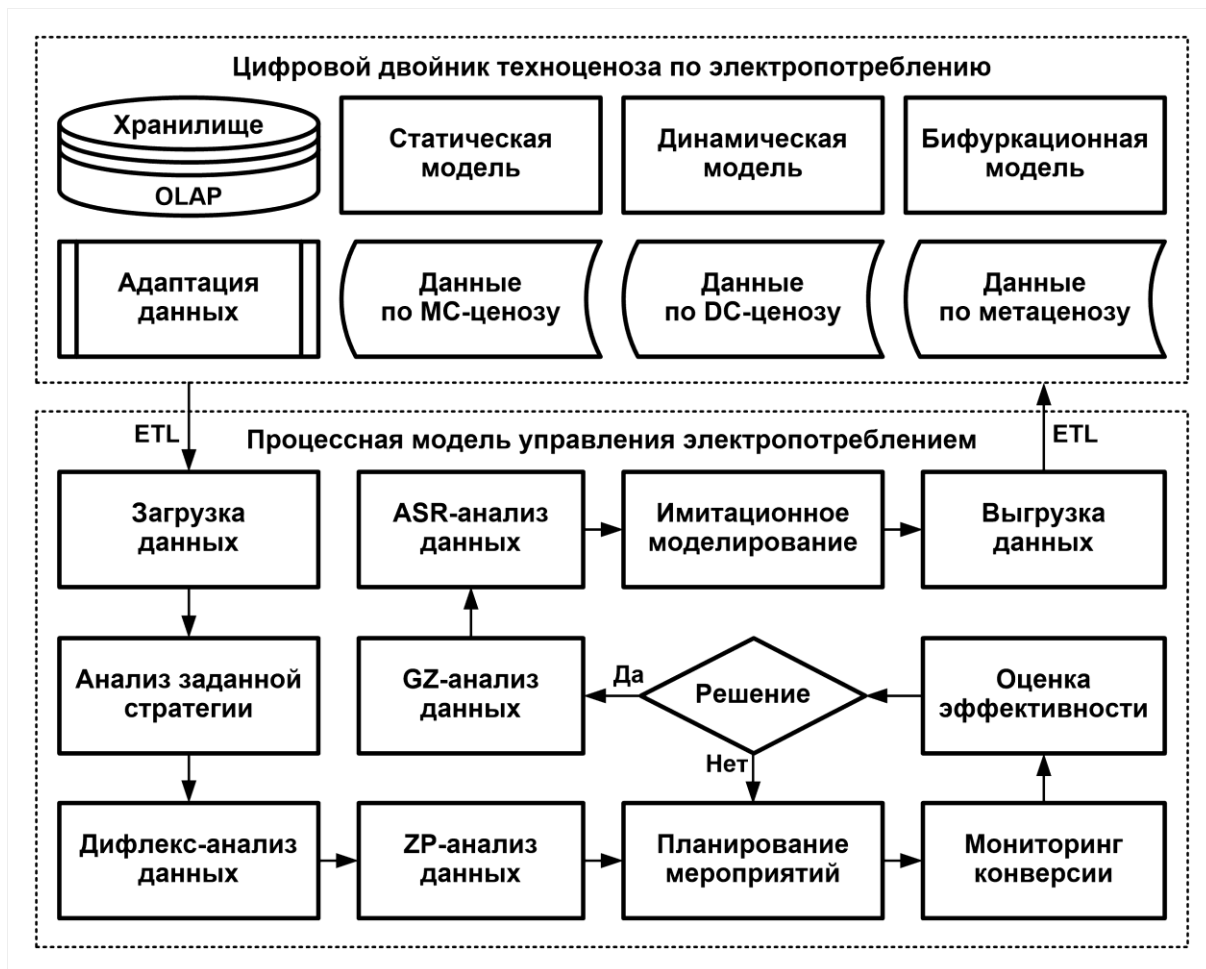 Цифровой двойник техноценоза по электропотреблению
Хранилище
OLAP
Статическая
модель
Динамическая
модель
Бифуркационная
модель
Адаптация
данных
Данные
по МС-ценозу
Данные
по DC-ценозу
Данные
по метаценозу
ETL
Процессная модель управления электропотреблением
ETL
Загрузка
данных
ASR-анализ
данных
Имитационное
моделирование
Выгрузка
данных
Анализ заданной
стратегии
GZ-анализ
данных
Да
Решение
Оценка
эффективности
Нет
Дифлекс-анализ
данных
ZP-анализ
данных
Планирование
мероприятий
Мониторинг
конверсии